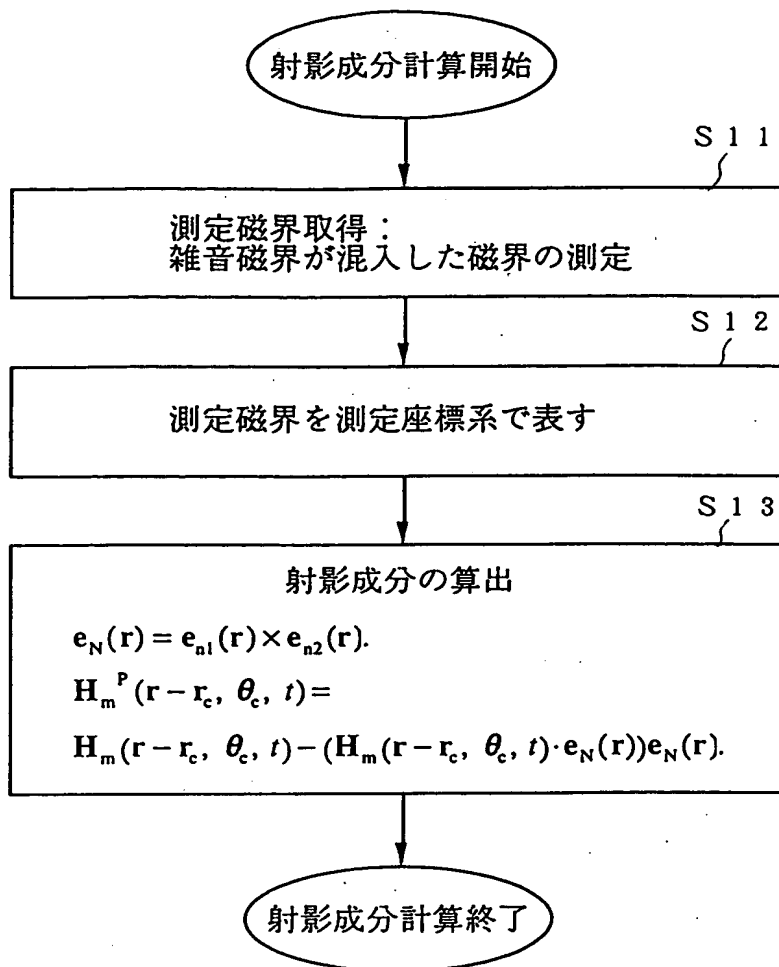 射影成分計算開始
S11
測定磁界取得：
雑音磁界が混入した磁界の測定
S12
測定磁界を測定座標系で表す
S13
射影成分の算出
e_N(r) = e_n1(r) × e_n2(r).
H_m^P(r − r_c, θ_c, t) =
H_m(r − r_c, θ_c, t) − (H_m(r − r_c, θ_c, t)·e_N(r))e_N(r).
射影成分計算終了